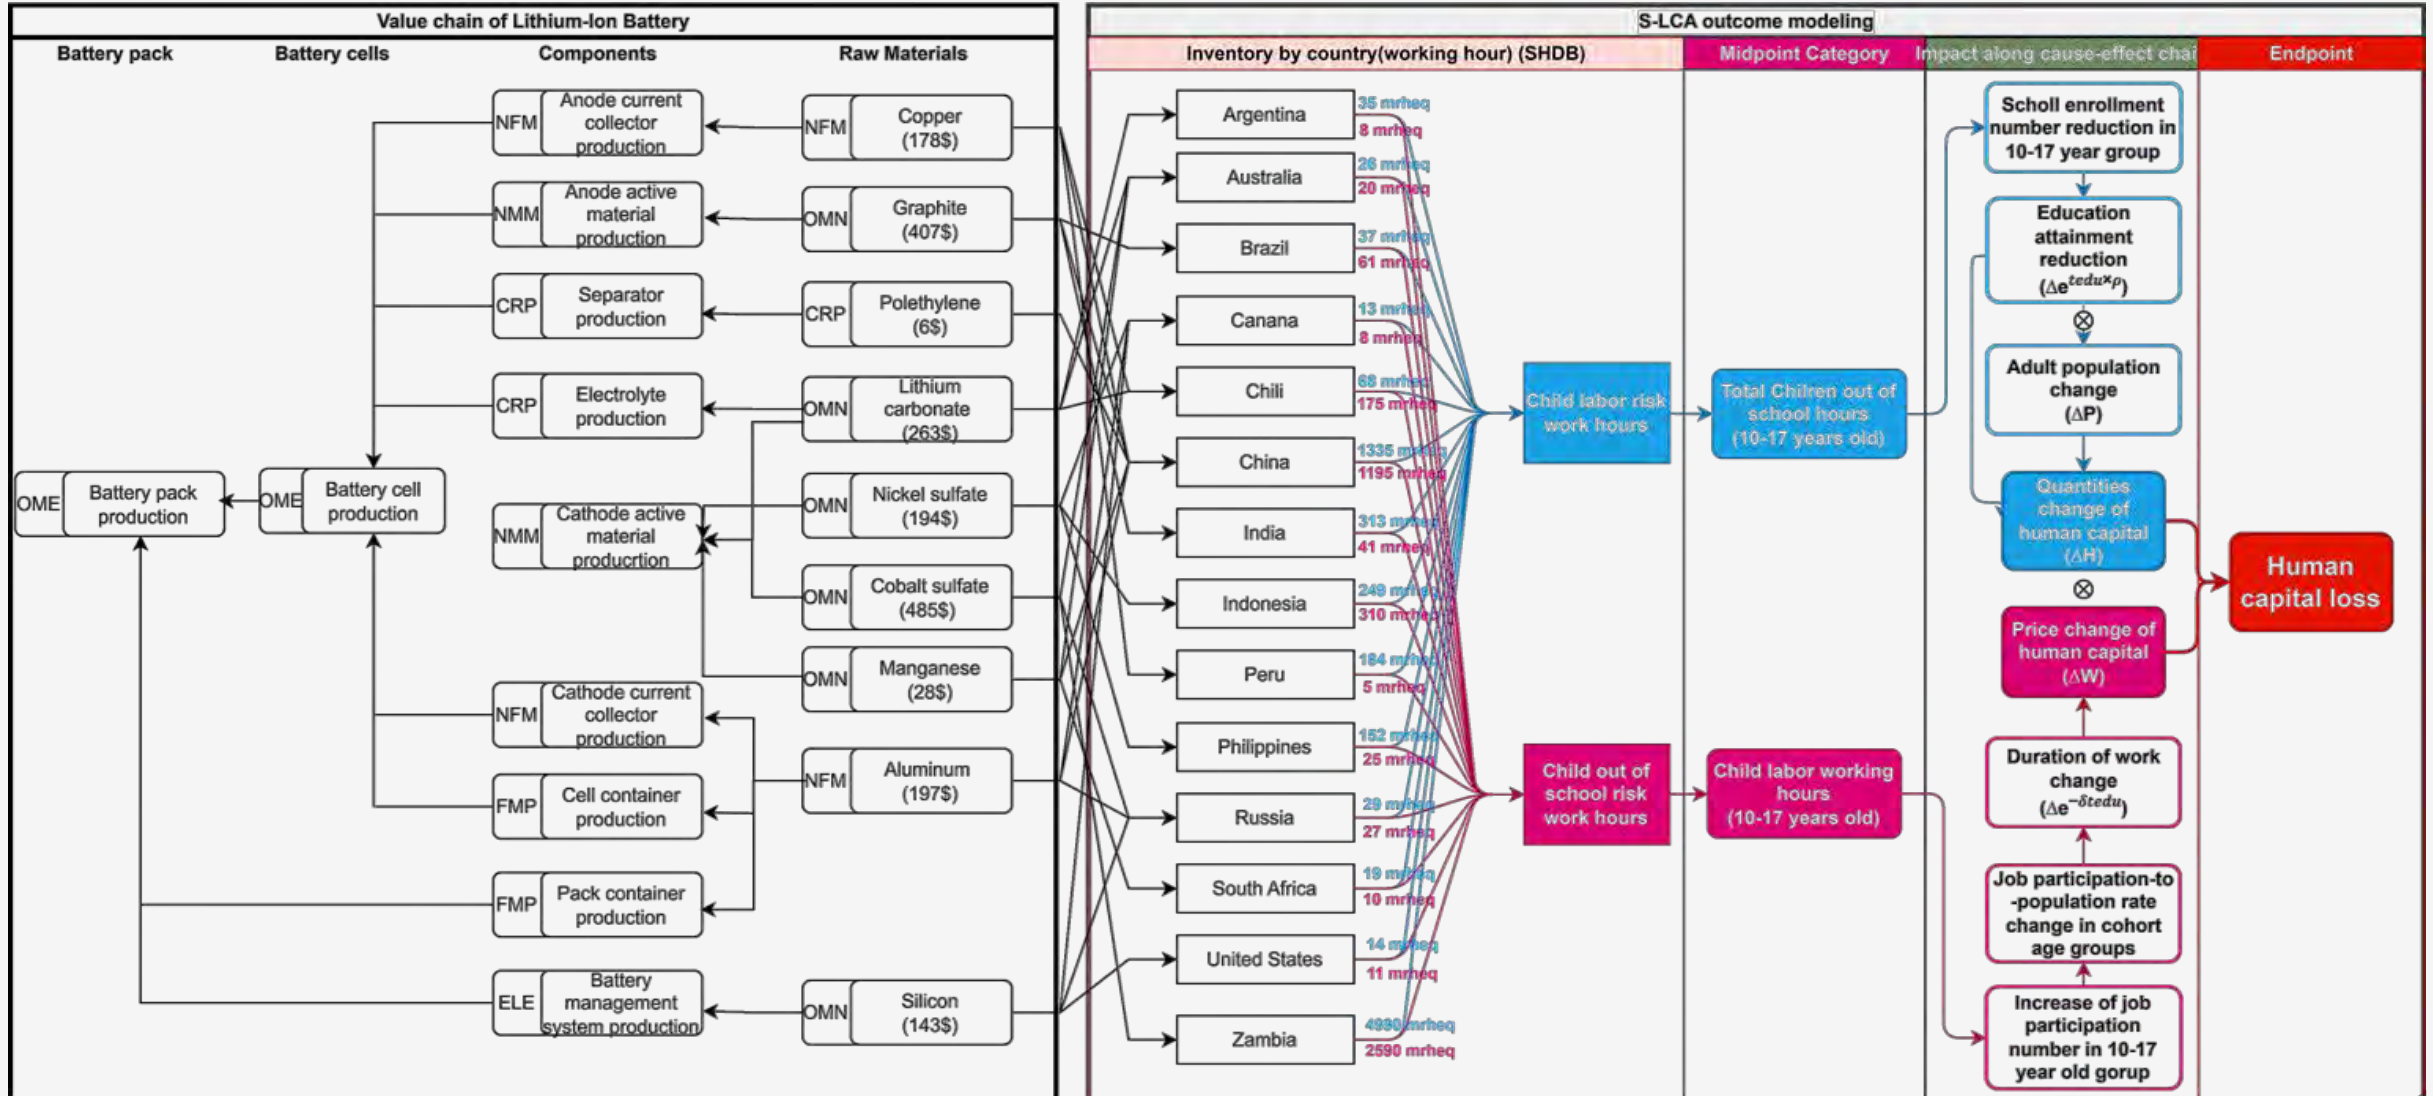 Value chain of Lithium-Ion Battery
Battery pack
Battery cells
Components
Raw Materials
OME
Battery pack
production
OME
Battery cell
production
NFM
Anode current
collector
production
NMM
Anode active
material
production
CRP
Separator
production
CRP
Electrolyte
production
NMM
Cathode active
material
producrtion
NFM
Cathode current
collector
production
FMP
Cell container
production
FMP
Pack container
production
ELE
Battery
management
system production
NFM
Copper
(178$)
OMN
Graphite
(407$)
CRP
Polethylene
(6$)
OMN
Lithium
carbonate
(263$)
OMN
Nickel sulfate
(194$)
OMN
Cobalt sulfate
(485$)
OMN
Manganese
(28$)
NFM
Aluminum
(197$)
OMN
Silicon
(143$)
S-LCA outcome modeling
Inventory by country(working hour) (SHDB)
Midpoint Category
Impact along cause-effect chai
Endpoint
Argentina
35 mrheq
8 mrheq
Australia
26 mrheq
20 mrheq
Brazil
37 mrheq
61 mrheq
Canana
13 mrheq
8 mrheq
Chili
68 mrheq
175 mrheq
China
1335 mrheq
1195 mrheq
India
313 mrheq
41 mrheq
Indonesia
249 mrheq
310 mrheq
Peru
184 mrheq
5 mrheq
Philippines
152 mrheq
25 mrheq
Russia
29 mrheq
27 mrheq
South Africa
19 mrheq
10 mrheq
United States
14 mrheq
11 mrheq
Zambia
mrheq
2590 mrheq
Child labor risk
work hours
Child out of
school risk
work hours
Total Chilren out of
school hours
(10-17 years old)
Child labor working
hours
(10-17 years old)
Scholl enrollment
number reduction in
10-17 year group
Education
attainment
reduction
(Δe^tedu×ρ)
⊗
Adult population
change
(ΔP)
Quantities
change of
human capital
(ΔH)
⊗
Price change of
human capital
(ΔW)
Duration of work
change
(Δe^−δtedu)
Job participation-to
-population rate
change in cohort
age groups
Increase of job
participation
number in 10-17
year old gorup
Human
capital loss